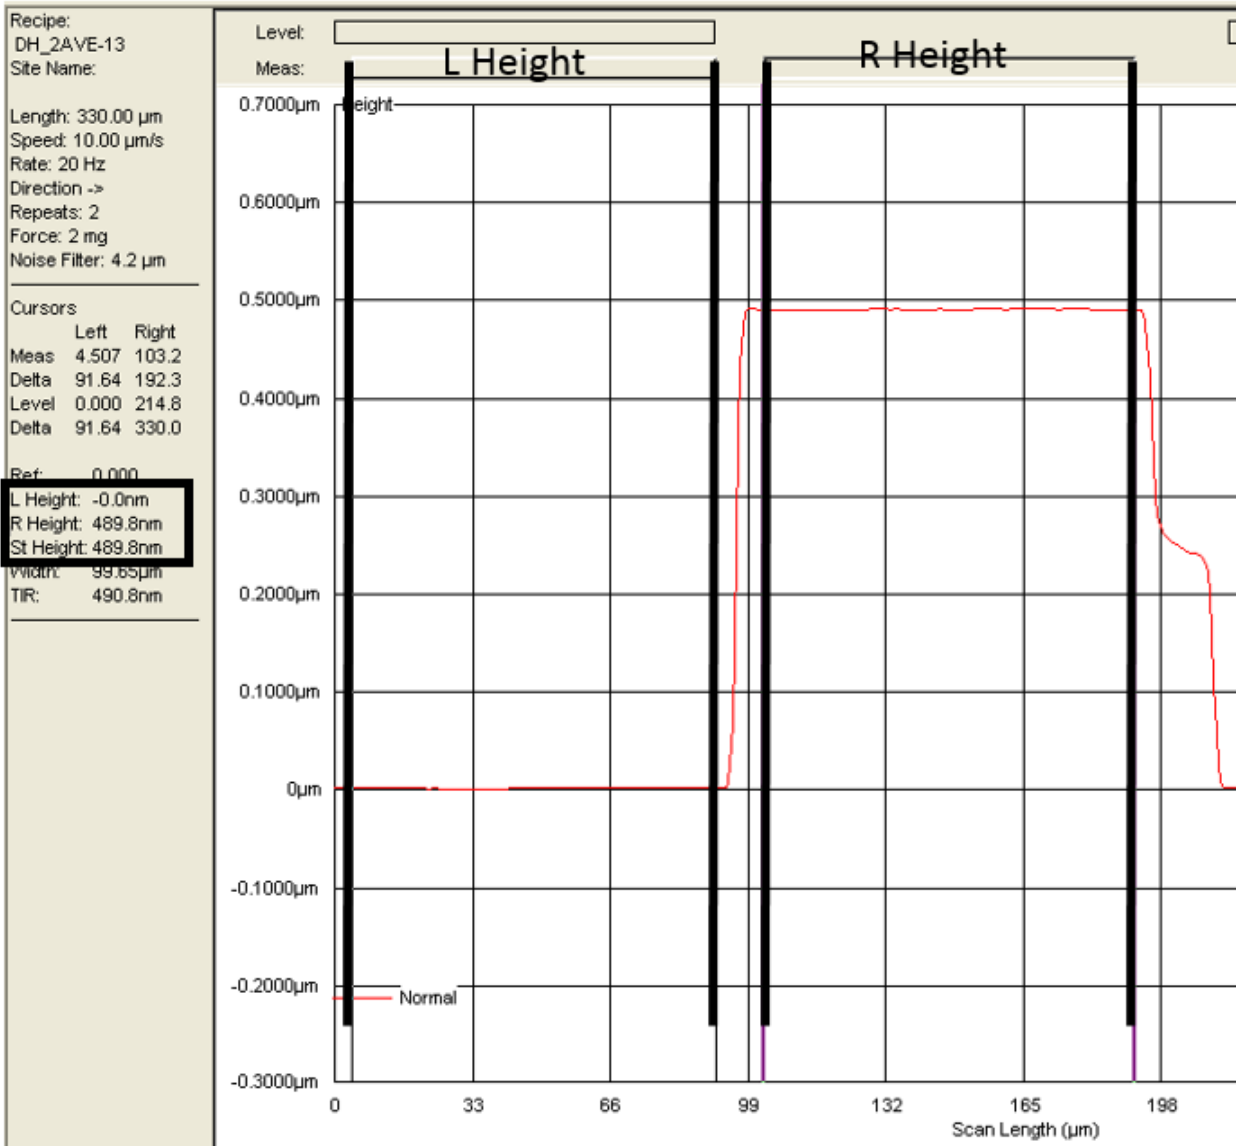 Recipe:
DH_2AVE-13
Site Name:
Length: 330.00 µm
Speed: 10.00 µm/s
Rate: 20 Hz
Direction ->
Repeats: 2
Force: 2 mg
Noise Filter: 4.2 µm
Cursors
Left Right
Meas 4.507 103.2
Delta 91.64 192.3
Level 0.000 214.8
Delta 91.64 330.0
Ref: 0.000
L Height: -0.0nm
R Height: 489.8nm
St Height: 489.8nm
Width: 99.65µm
TIR: 490.8nm
Level:
Meas:
L Height
R Height
eight
0.7000µm
0.6000µm
0.5000µm
0.4000µm
0.3000µm
0.2000µm
0.1000µm
0µm
-0.1000µm
-0.2000µm
-0.3000µm
Normal
0 33 66 99 132 165 198
Scan Length (µm)